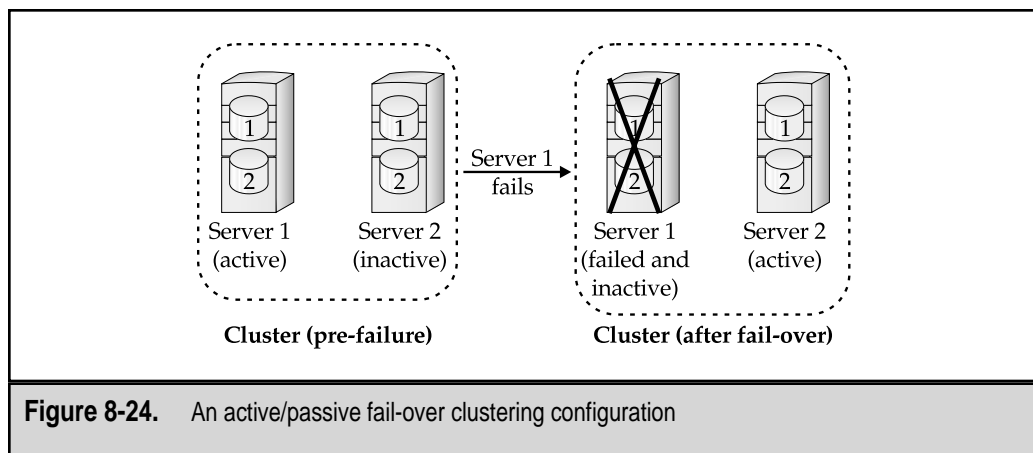 1
2
Server 1
(active)
1
2
Server 2
(inactive)
Cluster (pre-failure)
Server 1
fails
1
2
Server 1
(failed and
inactive)
1
2
Server 2
(active)
Cluster (after fail-over)
Figure 8-24. An active/passive fail-over clustering configuration